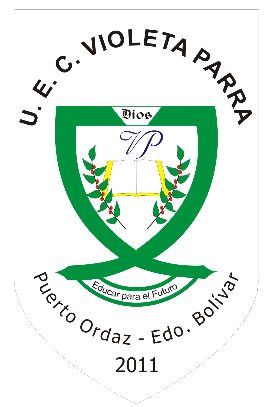 U. E. C. VIOLETA PARRA
Dios
VP
Educar para el Futuro
Puerto Ordaz - Edo. Bolívar
2011